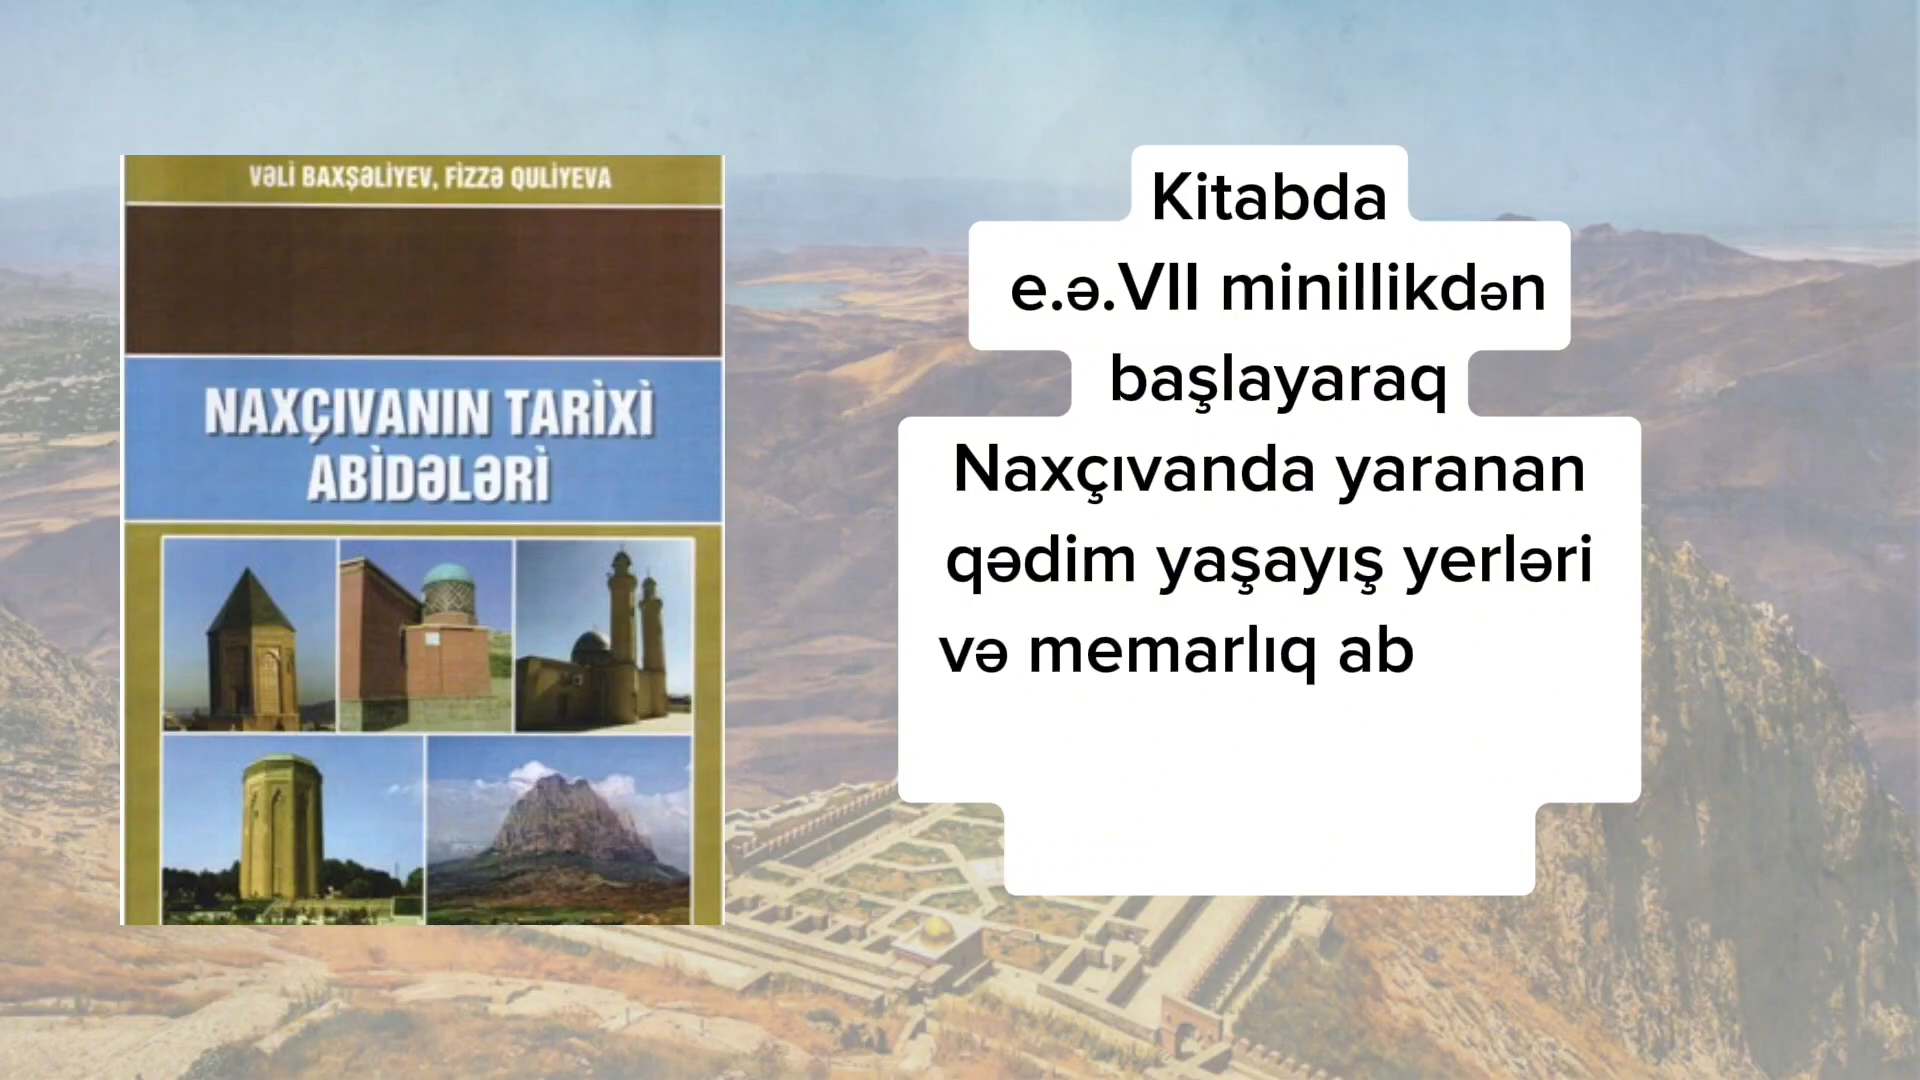 VƏLİ BAXŞƏLİYEV, FİZZƏ QULİYEVA
NAXÇIVANIN TARİXİ
ABİDƏLƏRİ
Kitabda
e.ə.VII minillikdən
başlayaraq
Naxçıvanda yaranan
qədim yaşayış yerləri
və memarlıq ab